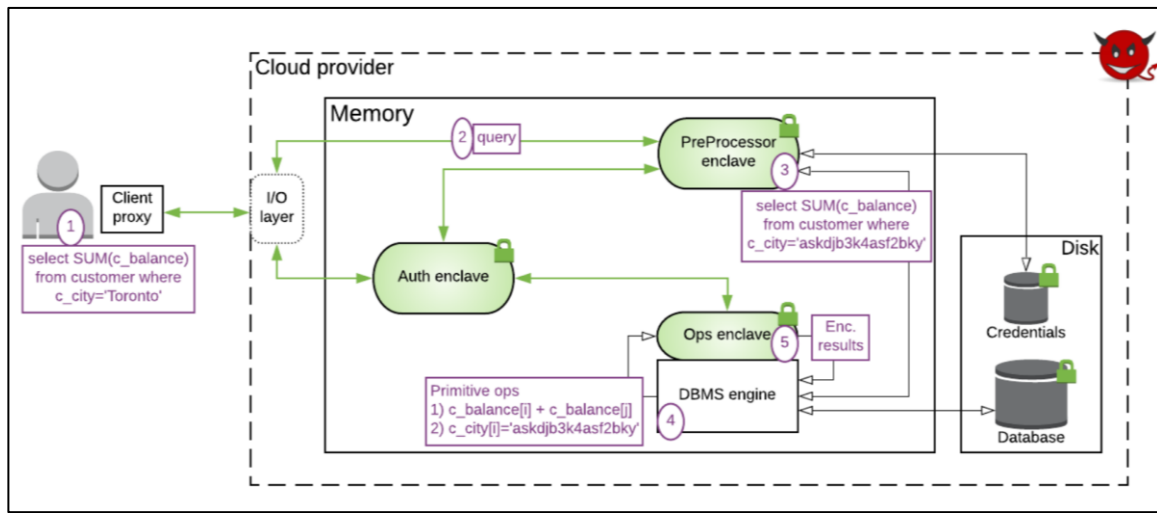 Cloud provider
Memory
2
query
PreProcessor
enclave
3
select SUM(c_balance)
from customer where
c_city='askdjb3k4asf2bky'
Client
proxy
I/O
layer
1
select SUM(c_balance)
from customer where
c_city='Toronto'
Auth enclave
Disk
Credentials
Database
Ops enclave
5
Enc.
results
DBMS engine
4
Primitive ops
1) c_balance[i] + c_balance[j]
2) c_city[i]='askdjb3k4asf2bky'